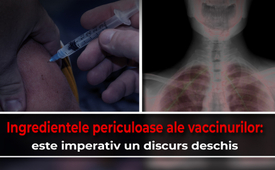 Ingredientele periculoase ale vaccinurilor:
este imperativ un discurs deschis